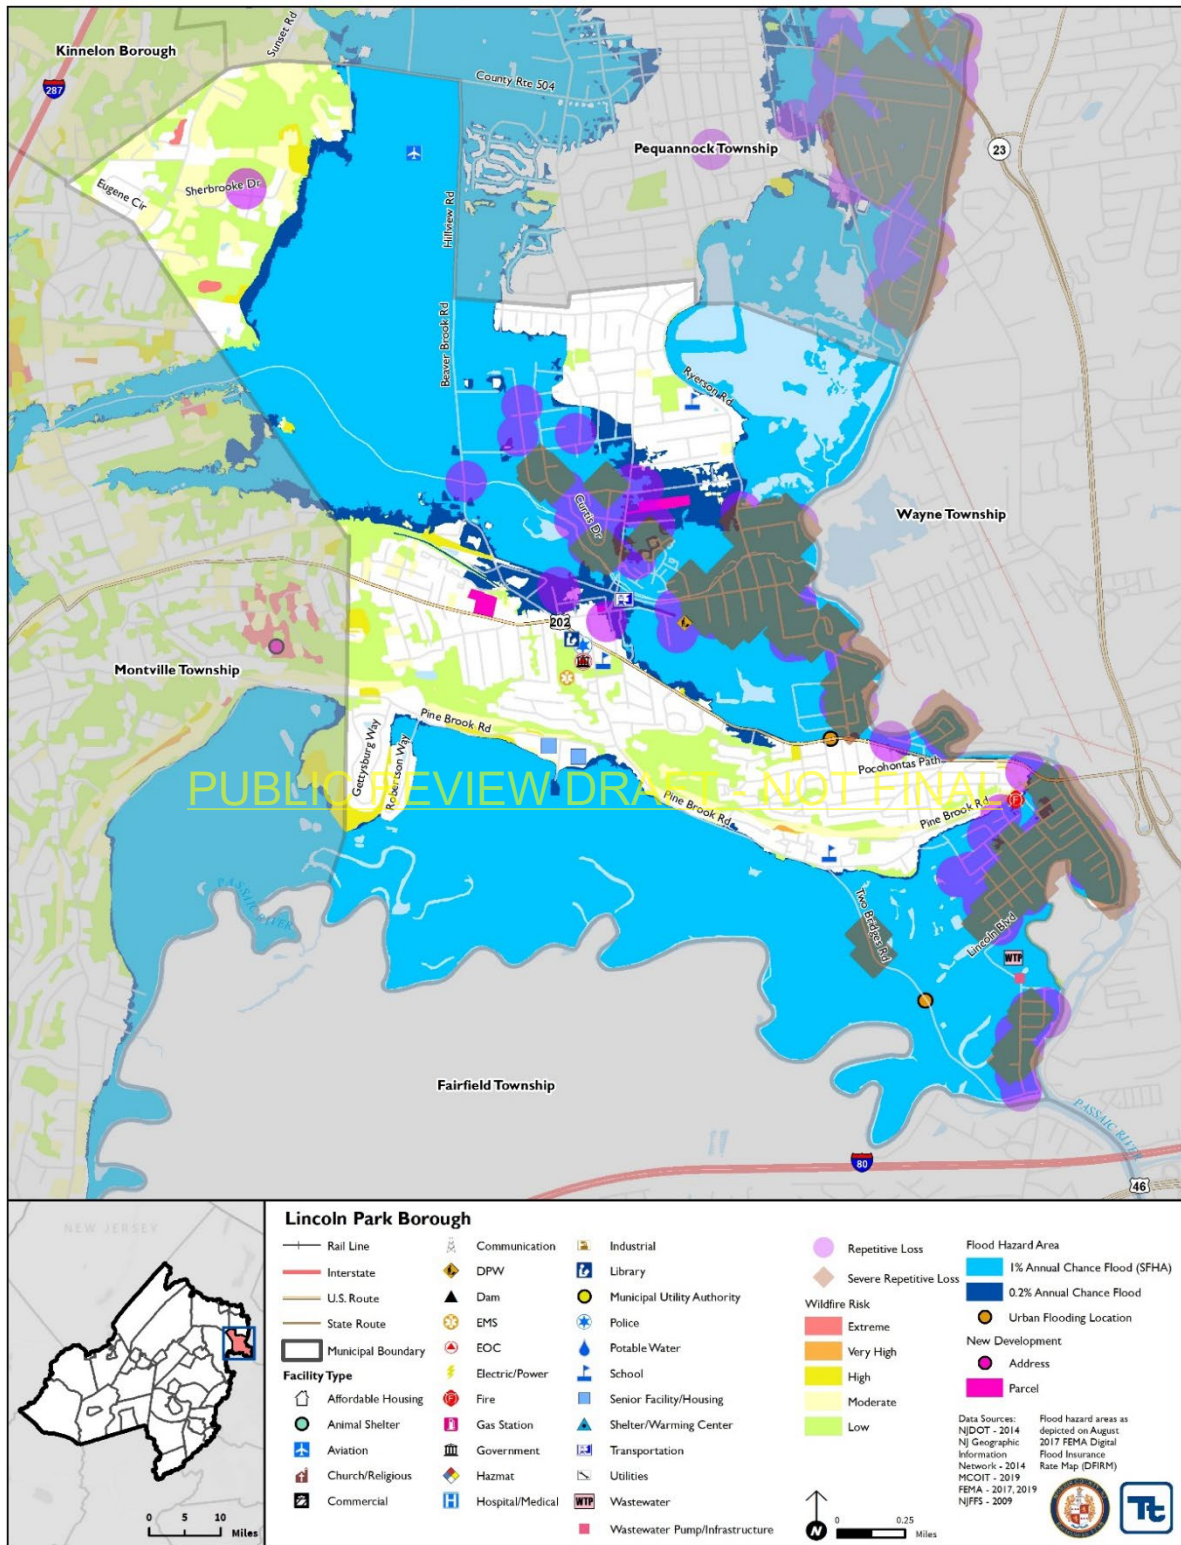 Kinnelon Borough
Sunset Rd
287
County Rte 504
Pequannock Township
23
Eugene Cir
Sherbrooke Dr
Hillview Rd
Beaver Brook Rd
Ryerson Rd
Curtis Dr
Wayne Township
202
Montville Township
Pine Brook Rd
Gettysburg Way
Robertson Way
Pocohontas Path
PUBLIC REVIEW DRAFT - NOT FINAL
Pine Brook Rd
Pine Brook Rd
F
PASSAIC RIVER
Two Bridges Rd
Lincoln Blvd
WTP
Fairfield Township
PASSAIC RIVER
80
46
NEW JERSEY
0 5 10
Miles
Lincoln Park Borough
Rail Line
Interstate
U.S. Route
State Route
Municipal Boundary
Facility Type
Affordable Housing
Animal Shelter
Aviation
Church/Religious
Commercial
Communication
DPW
Dam
EMS
EOC
Electric/Power
Fire
Gas Station
Government
Hazmat
Hospital/Medical
Industrial
Library
Municipal Utility Authority
Police
Potable Water
School
Senior Facility/Housing
Shelter/Warming Center
Transportation
Utilities
WTP Wastewater
Wastewater Pump/Infrastructure
Repetitive Loss
Severe Repetitive Loss
Wildfire Risk
Extreme
Very High
High
Moderate
Low
N
0 0.25
Miles
Flood Hazard Area
1% Annual Chance Flood (SFHA)
0.2% Annual Chance Flood
Urban Flooding Location
New Development
Address
Parcel
Data Sources:
NJDOT - 2014
NJ Geographic
Information
Network - 2014
MCOIT - 2019
FEMA - 2017, 2019
NJFFS - 2009
Flood hazard areas as
depicted on August
2017 FEMA Digital
Flood Insurance
Rate Map (DFIRM)
Tt